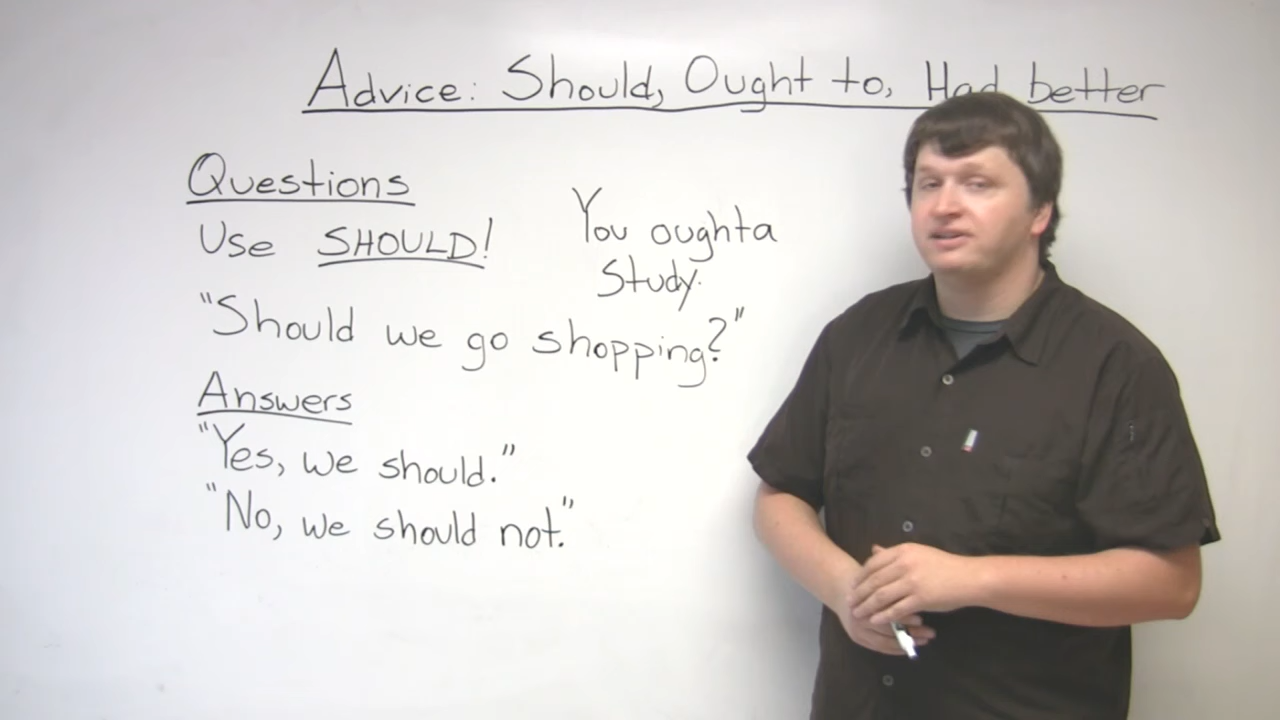 Advice: Should, Ought to, Had better
Questions
Use SHOULD!
"Should we go shopping?"
You oughta
study.
Answers
"Yes, we should."
"No, we should not."